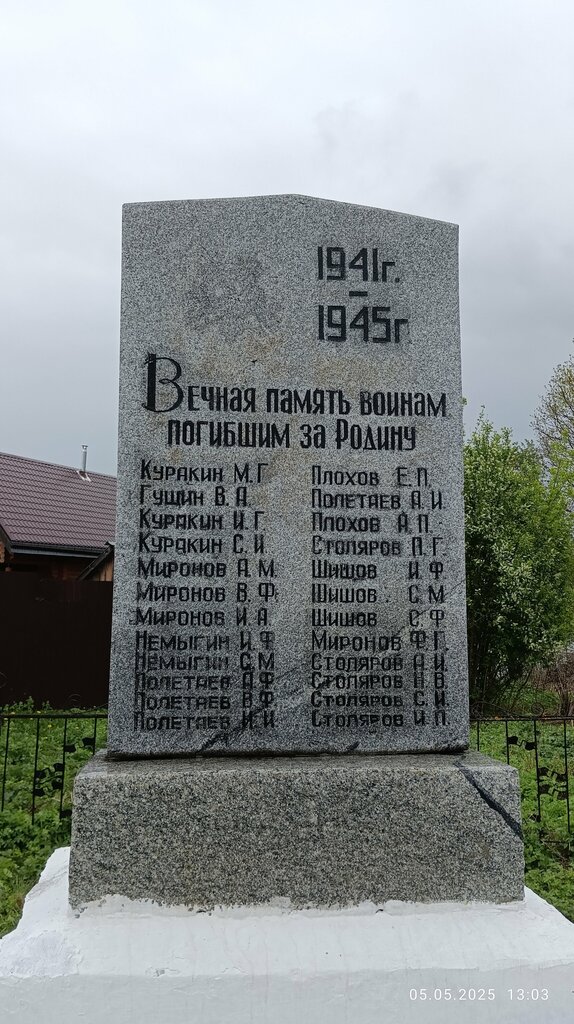 1941г.
–
1945г
Вечная память воинам
погибшим за Родину
Куракин М.Г
Гущин В.А.
Куракин И.Г
Куракин С.И
Миронов А.М.
Миронов В.Ф.
Миронов И.А.
Немыгин И.Ф
Немыгин С.М
Полетаев А.Ф
Полетаев В.Ф.
Полетаев И.И
Плохов Е.П.
Полетаев А.И
Плохов А.П.
Столяров П.Г.
Шишов И.Ф
Шишов С.М
Шишов С.Ф
Миронов Ф.Г.
Столяров А.И
Столяров П.В
Столяров С.И
Столяров И.П.
05.05.2025 13:03